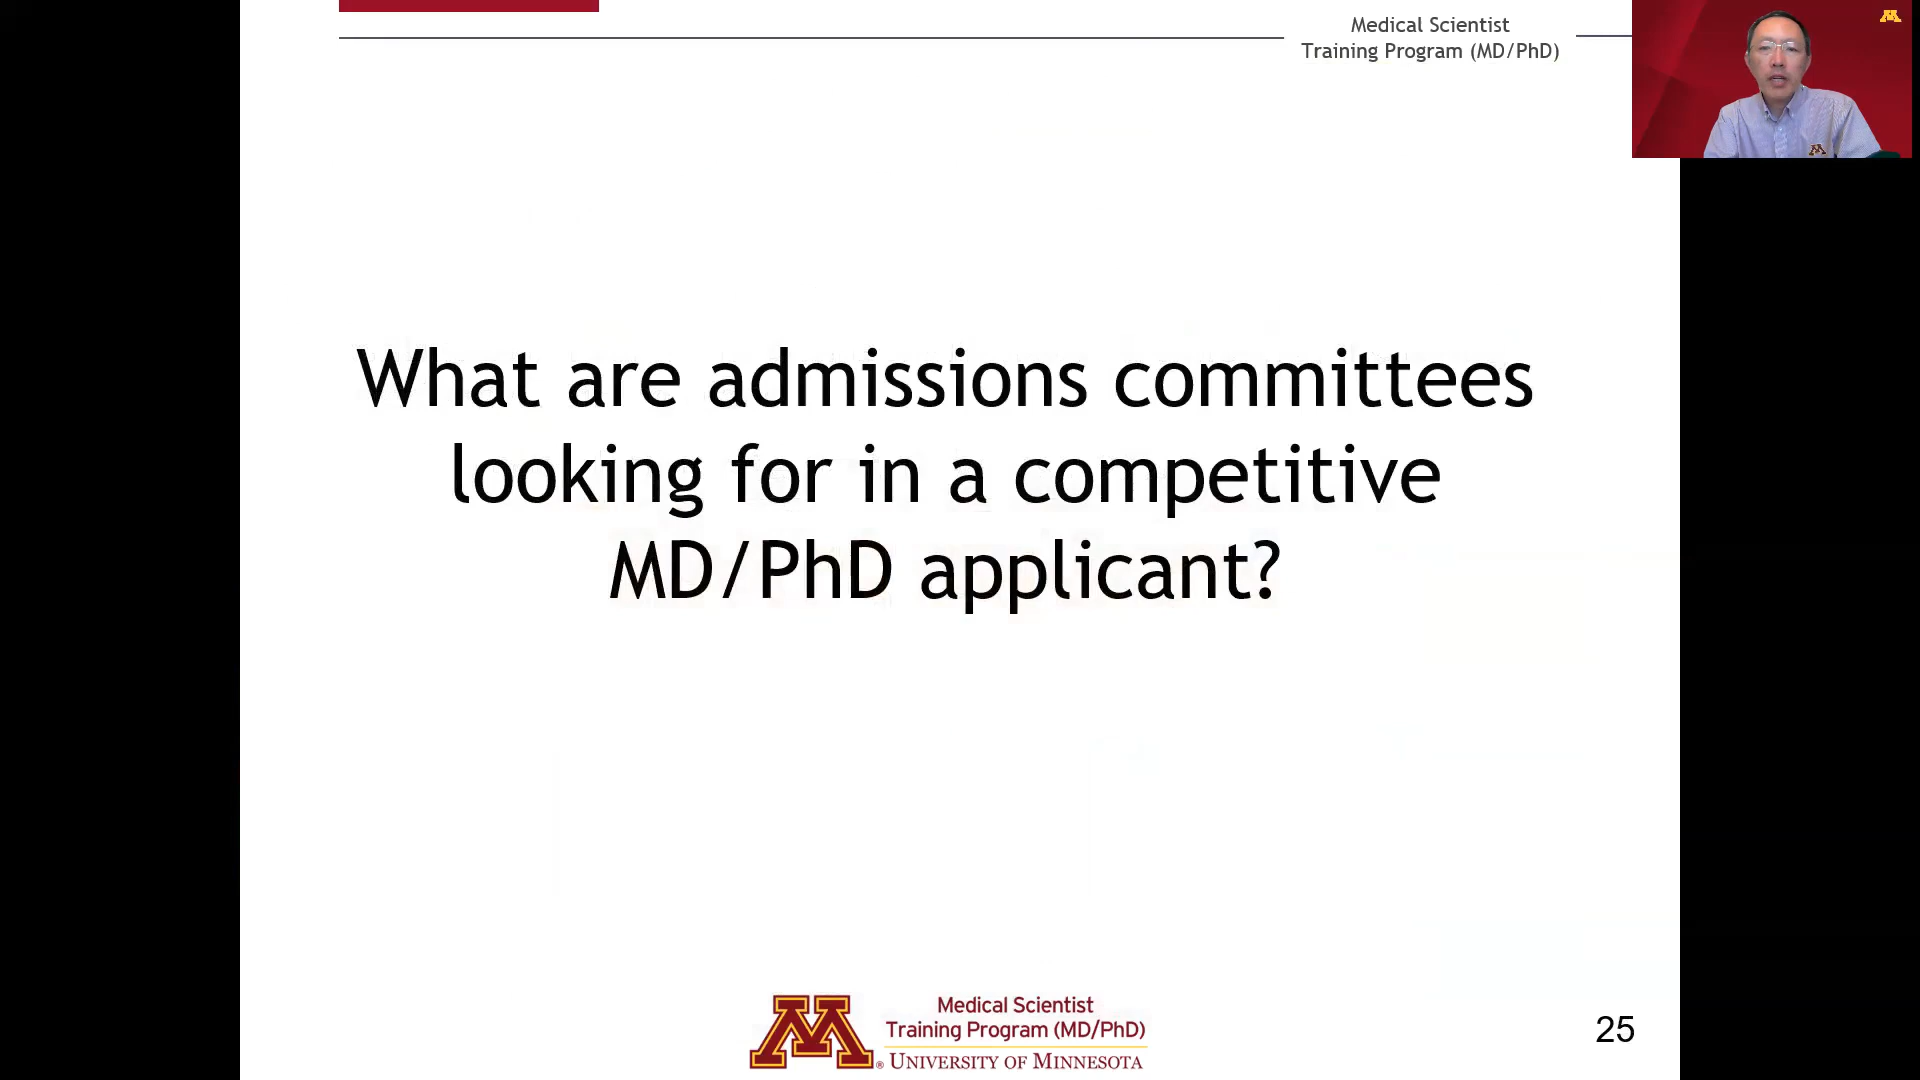 Medical Scientist
Training Program (MD/PhD)
What are admissions committees
looking for in a competitive
MD/PhD applicant?
M
Medical Scientist
Training Program (MD/PhD)
UNIVERSITY OF MINNESOTA
25